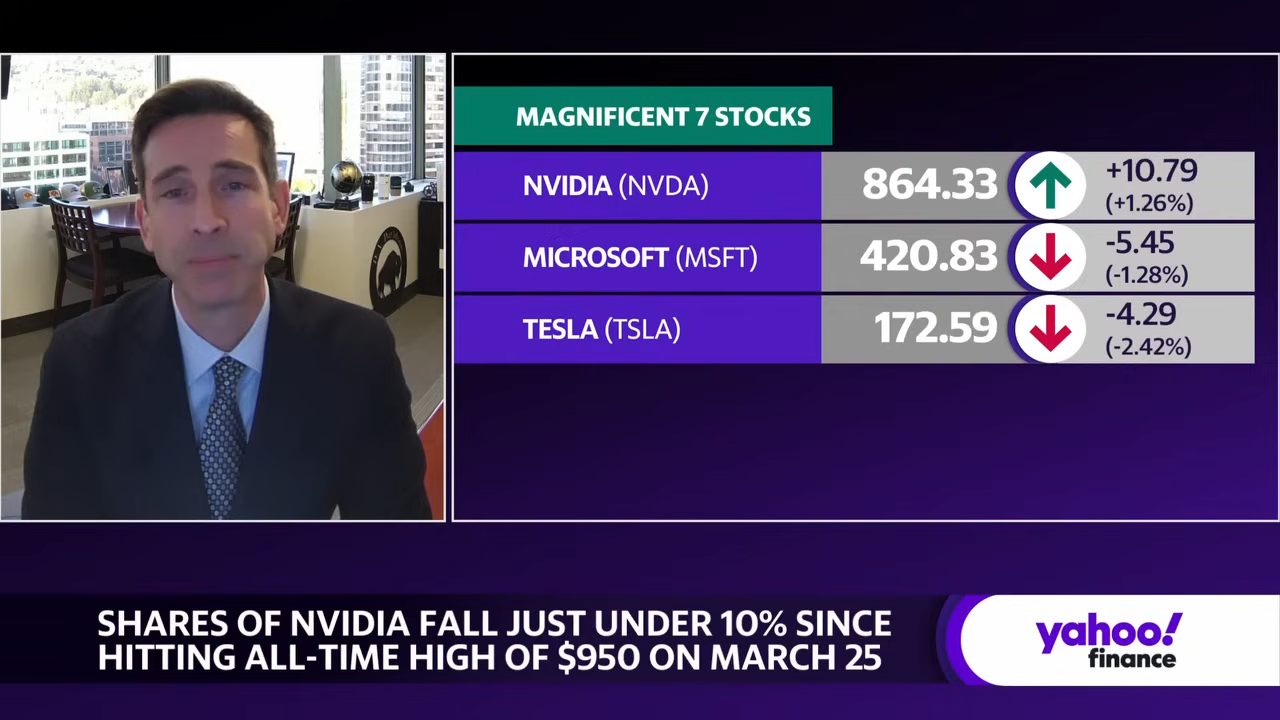 MAGNIFICENT 7 STOCKS
NVIDIA (NVDA) 864.33 +10.79 (+1.26%)
MICROSOFT (MSFT) 420.83 -5.45 (-1.28%)
TESLA (TSLA) 172.59 -4.29 (-2.42%)
SHARES OF NVIDIA FALL JUST UNDER 10% SINCE
HITTING ALL-TIME HIGH OF $950 ON MARCH 25
yahoo!
finance